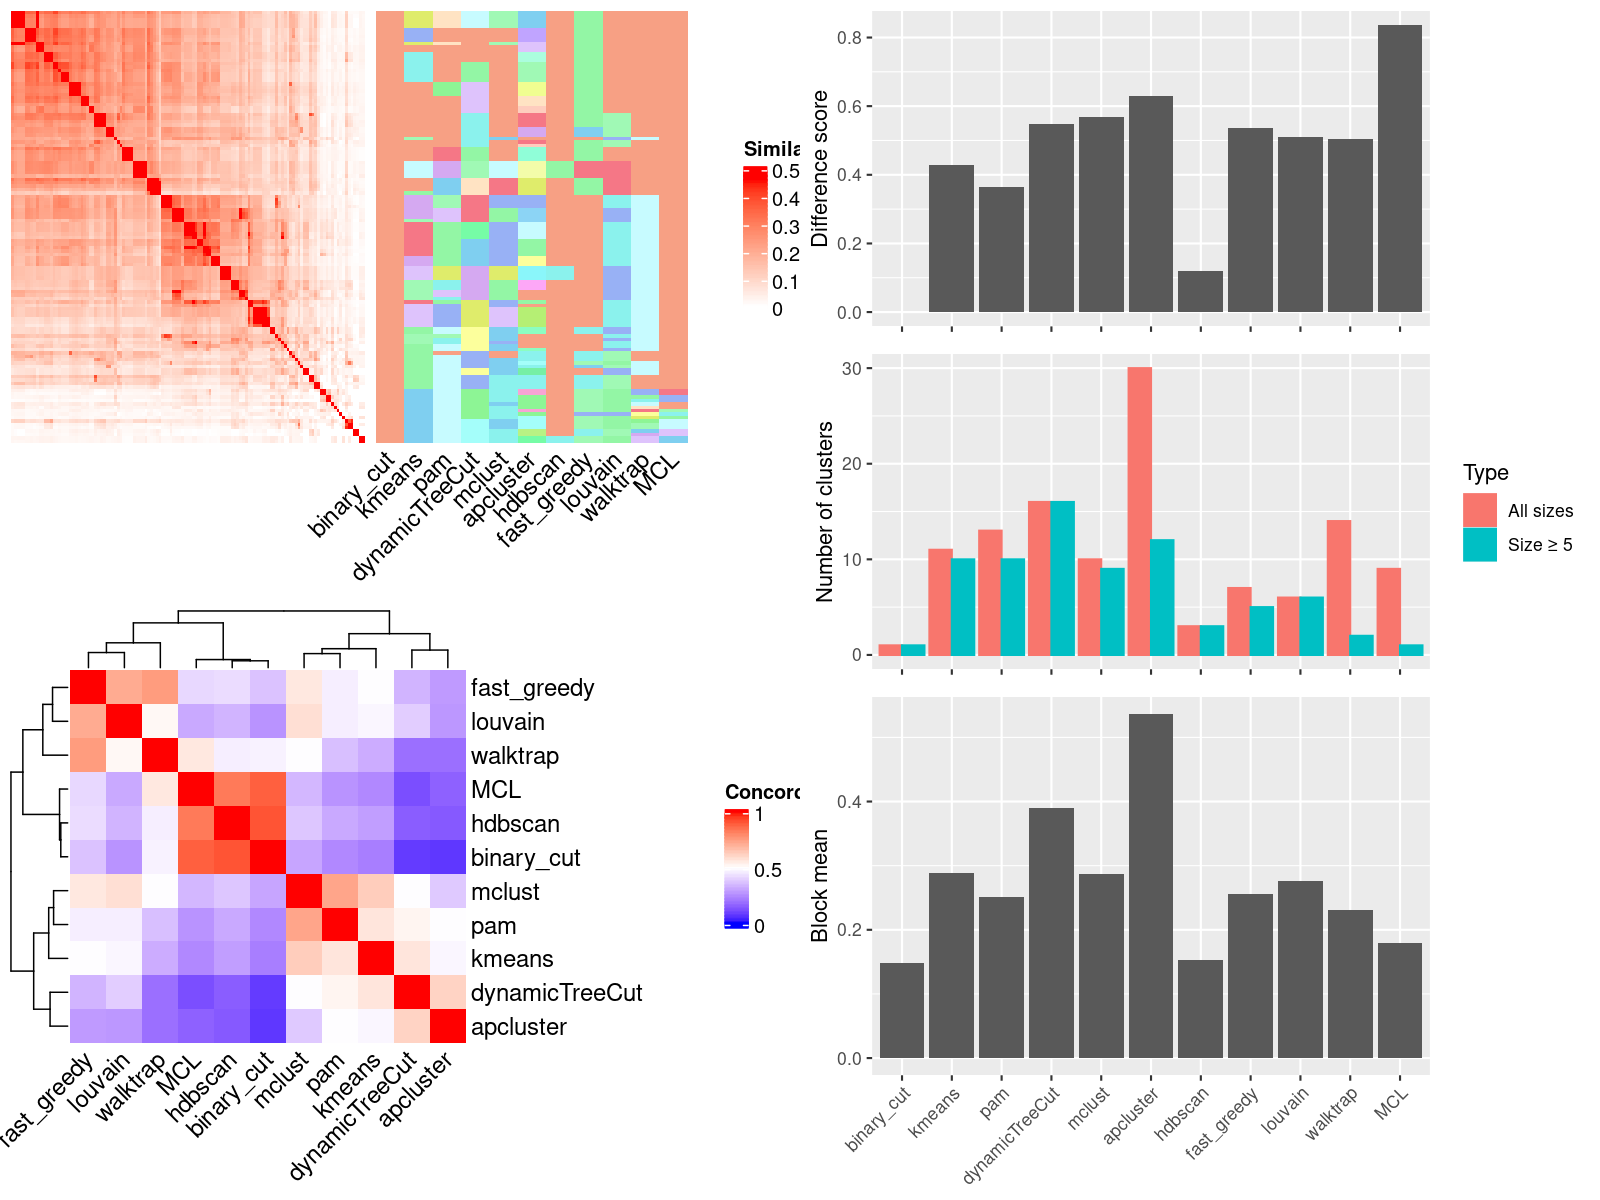 binary_cut
kmeans
pam
dynamicTreeCut
mclust
apcluster
hdbscan
fast_greedy
louvain
walktrap
MCL
Simila
0.5
0.4
0.3
0.2
0.1
0
Difference score
0.8
0.6
0.4
0.2
0.0
Number of clusters
30
20
10
0
Type
All sizes
Size ≥ 5
fast_greedy
louvain
walktrap
MCL
hdbscan
binary_cut
mclust
pam
kmeans
dynamicTreeCut
apcluster
fast_greedy
louvain
walktrap
MCL
hdbscan
binary_cut
mclust
pam
kmeans
dynamicTreeCut
apcluster
Concord
1
0.5
0
Block mean
0.4
0.2
0.0
binary_cut
kmeans
pam
dynamicTreeCut
mclust
apcluster
hdbscan
fast_greedy
louvain
walktrap
MCL